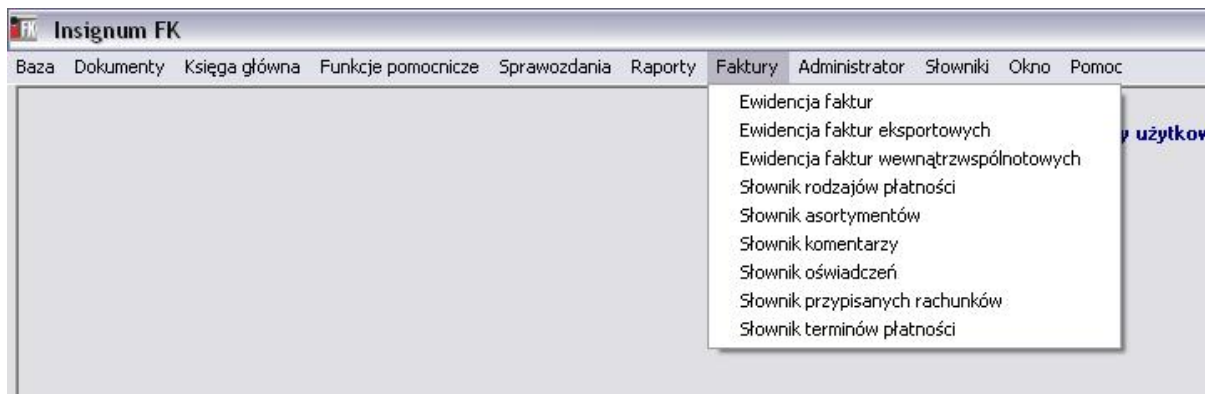 Insignum FK
Baza Dokumenty Księga główna Funkcje pomocnicze Sprawozdania Raporty Faktury Administrator Słowniki Okno Pomoc
Ewidencja faktur
Ewidencja faktur eksportowych
Ewidencja faktur wewnątrzwspólnotowych
Słownik rodzajów płatności
Słownik asortymentów
Słownik komentarzy
Słownik oświadczeń
Słownik przypisanych rachunków
Słownik terminów płatności